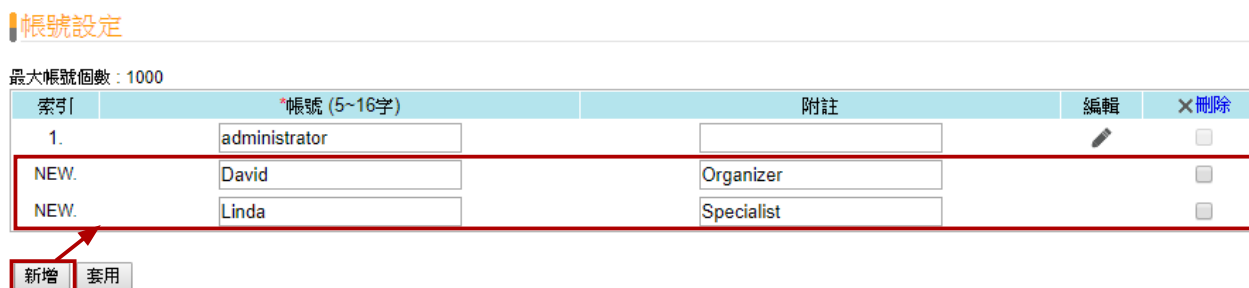 帳號設定
最大帳號個數 : 1000
索引 *帳號 (5~16字) 附註 編輯 ×刪除
1. administrator
NEW. David Organizer
NEW. Linda Specialist
新增 套用